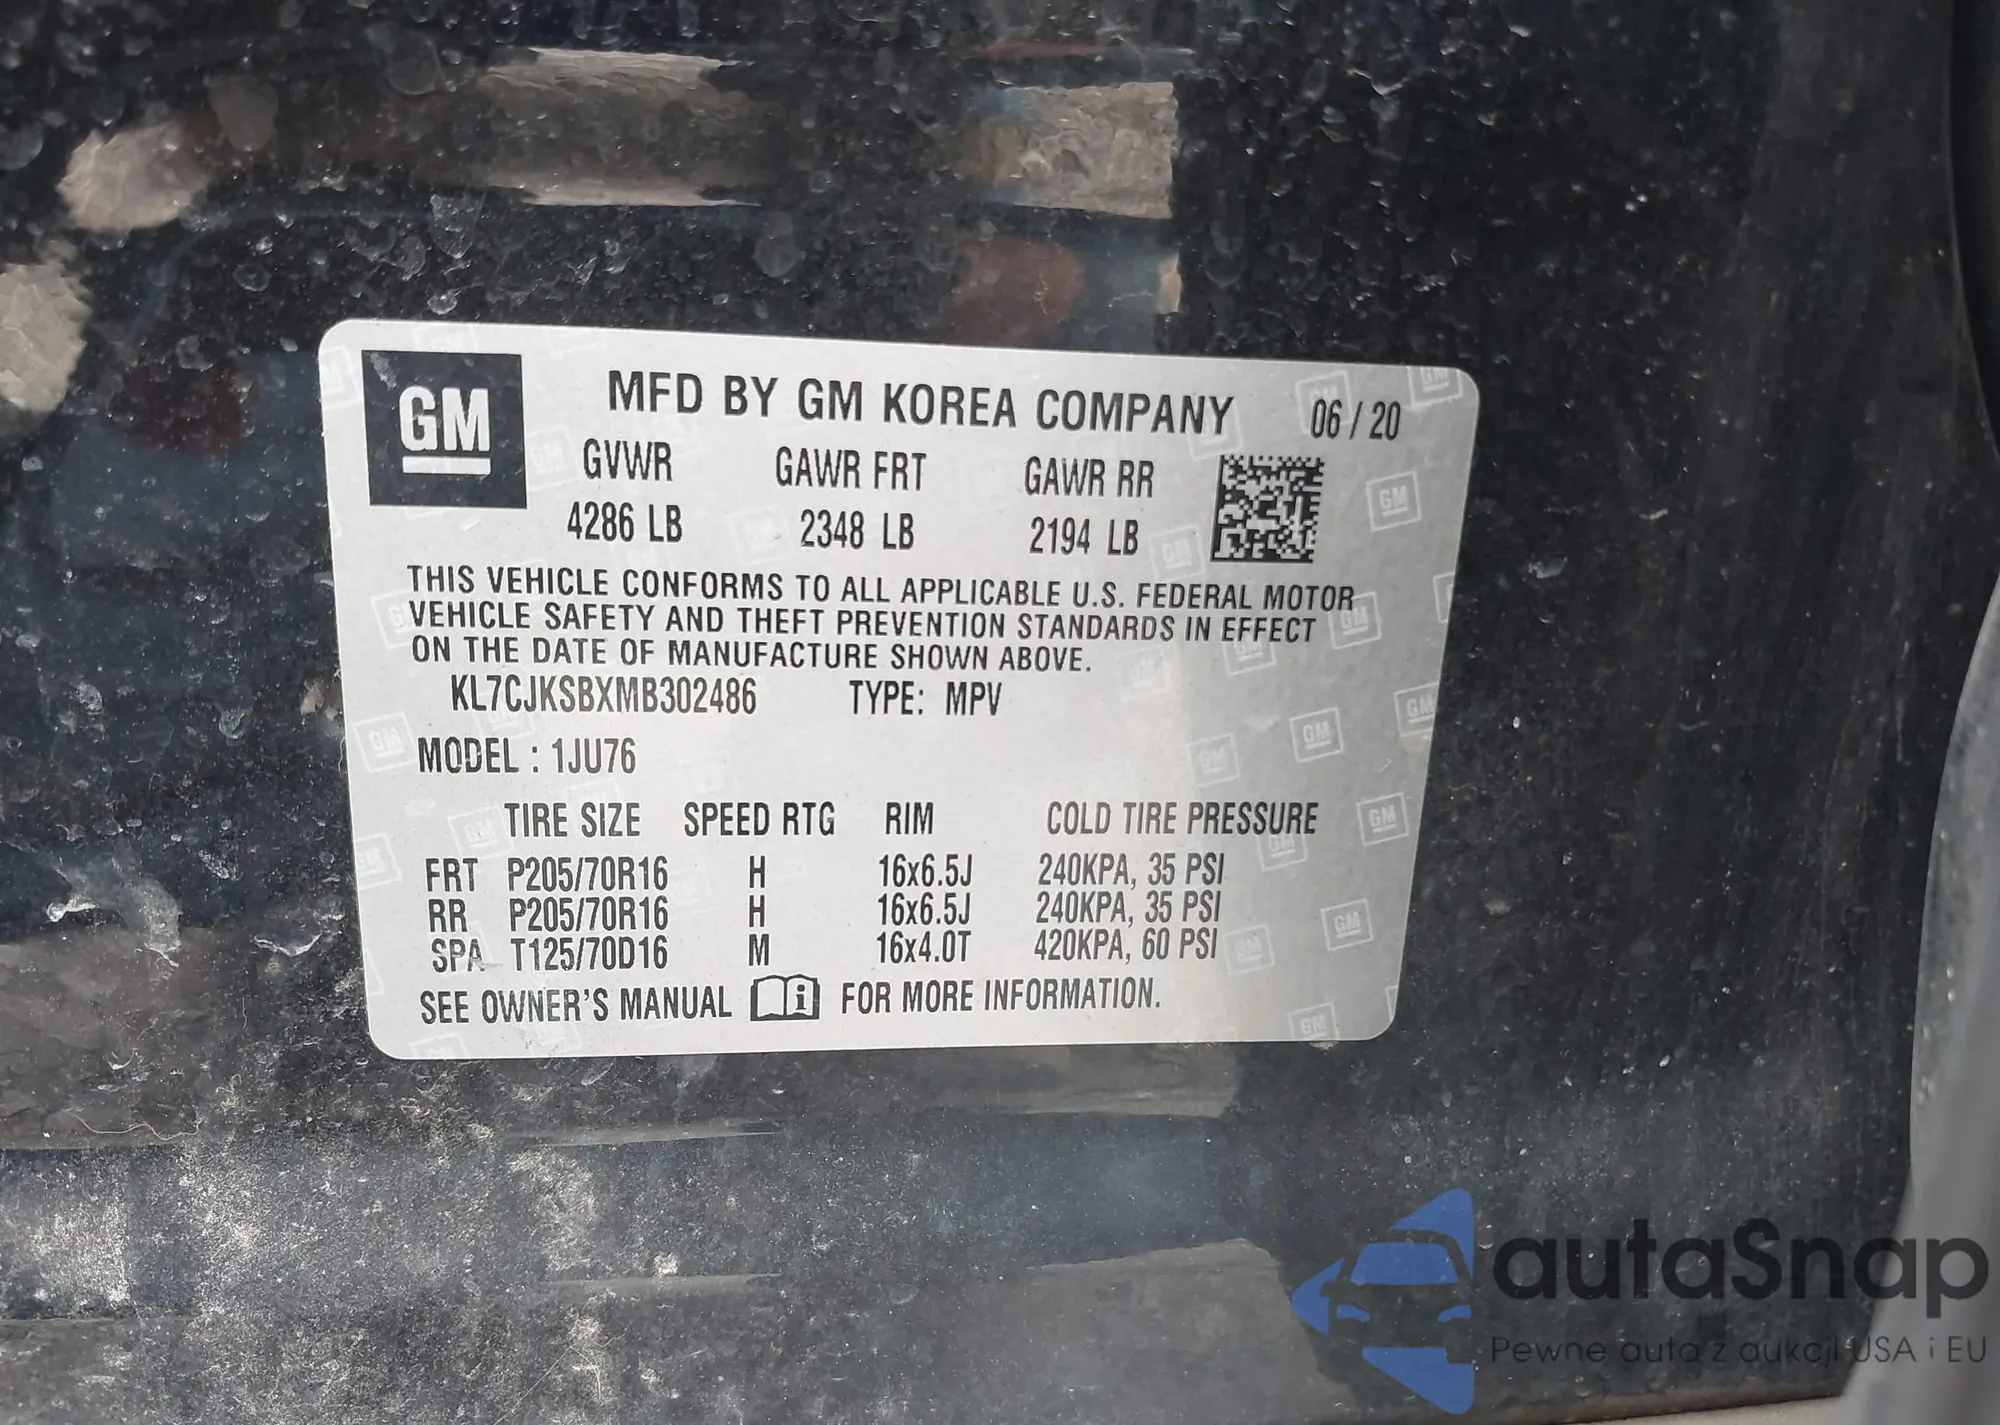 GM
MFD BY GM KOREA COMPANY 06 / 20
GVWR GAWR FRT GAWR RR
4286 LB 2348 LB 2194 LB
THIS VEHICLE CONFORMS TO ALL APPLICABLE U.S. FEDERAL MOTOR
VEHICLE SAFETY AND THEFT PREVENTION STANDARDS IN EFFECT
ON THE DATE OF MANUFACTURE SHOWN ABOVE.
KL7CJKSBXMB302486 TYPE: MPV
MODEL : 1JU76
TIRE SIZE SPEED RTG RIM COLD TIRE PRESSURE
FRT P205/70R16 H 16x6.5J 240KPA, 35 PSI
RR P205/70R16 H 16x6.5J 240KPA, 35 PSI
SPA T125/70D16 M 16x4.0T 420KPA, 60 PSI
SEE OWNER'S MANUAL i FOR MORE INFORMATION.
autaSnap
Pewne auta z aukcji USA i EU